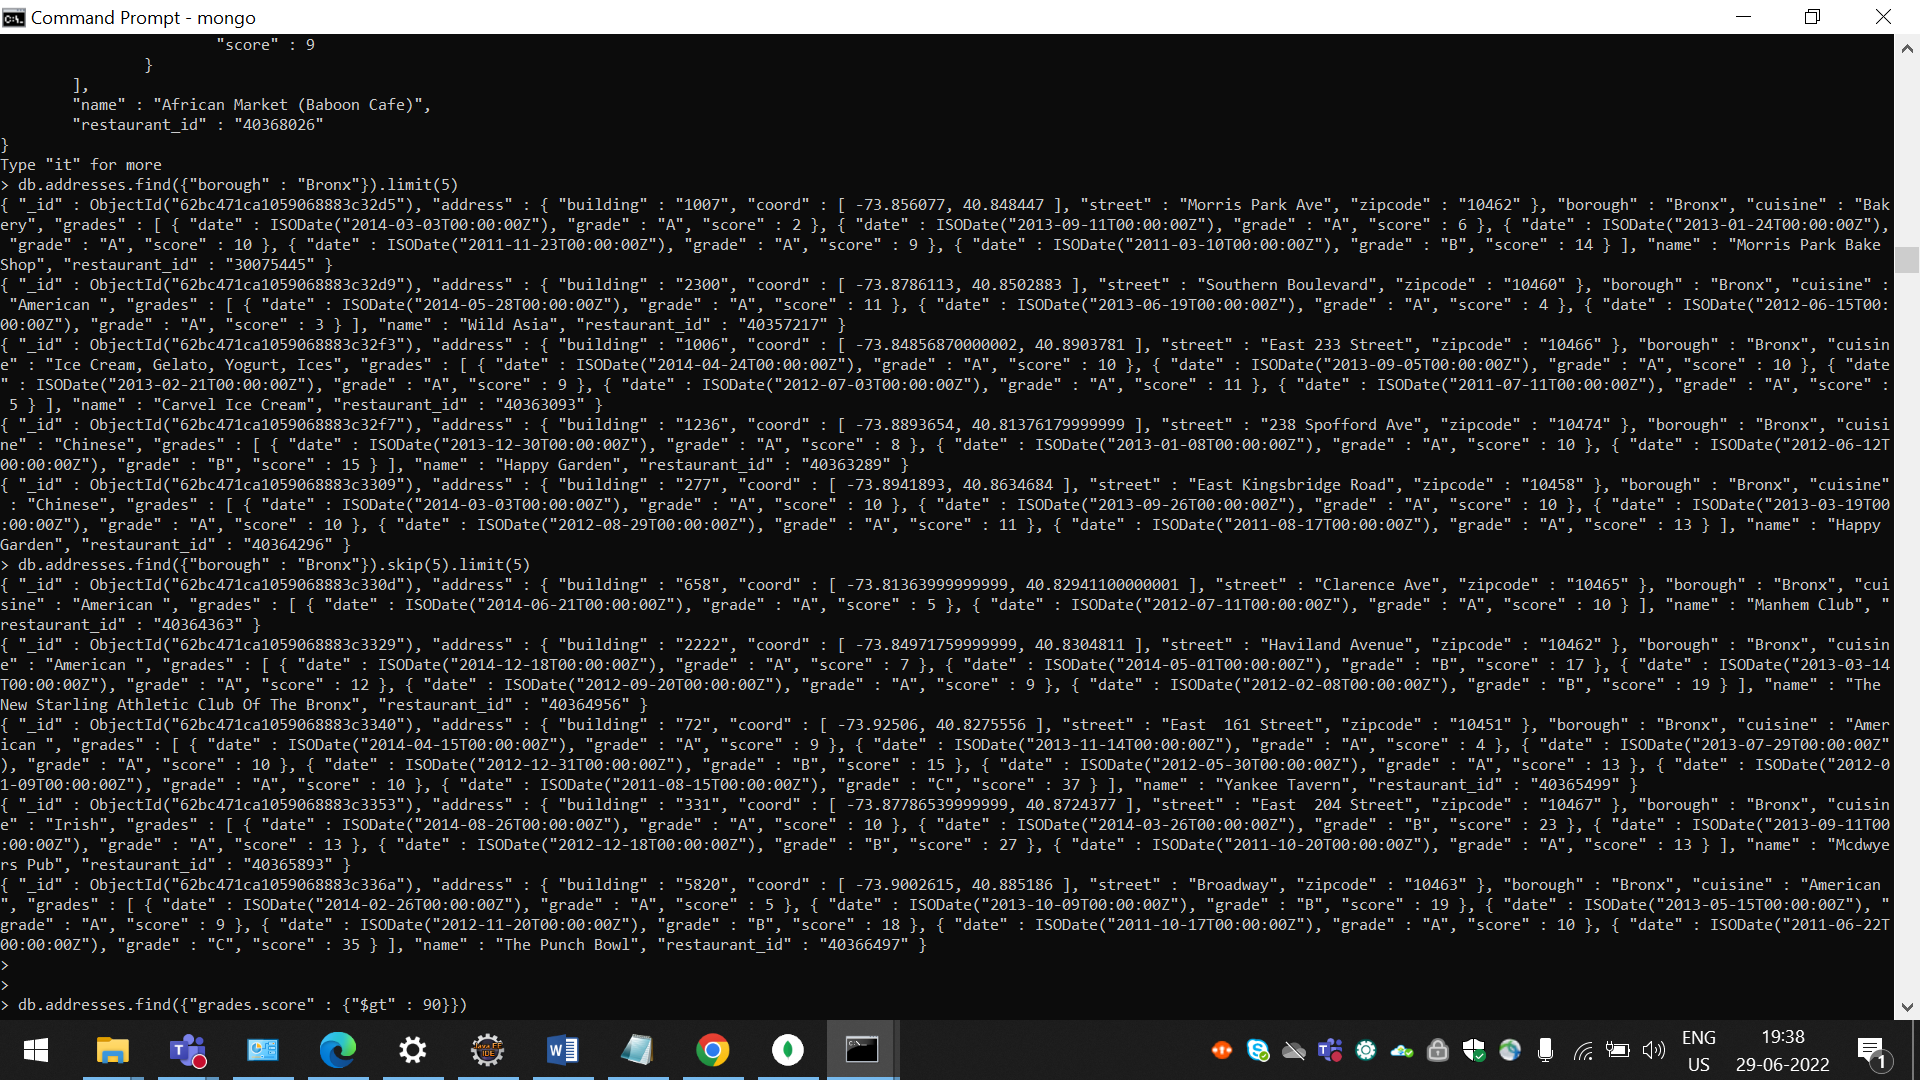 Command Prompt - mongo
"score" : 9
}
],
"name" : "African Market (Baboon Cafe)",
"restaurant_id" : "40368026"
}
Type "it" for more
> db.addresses.find({"borough" : "Bronx"}).limit(5)
{ "_id" : ObjectId("62bc471ca1059068883c32d5"), "address" : { "building" : "1007", "coord" : [ -73.856077, 40.848447 ], "street" : "Morris Park Ave", "zipcode" : "10462" }, "borough" : "Bronx", "cuisine" : "Bak
ery", "grades" : [ { "date" : ISODate("2014-03-03T00:00:00Z"), "grade" : "A", "score" : 2 }, { "date" : ISODate("2013-09-11T00:00:00Z"), "grade" : "A", "score" : 6 }, { "date" : ISODate("2013-01-24T00:00:00Z"),
"grade" : "A", "score" : 10 }, { "date" : ISODate("2011-11-23T00:00:00Z"), "grade" : "A", "score" : 9 }, { "date" : ISODate("2011-03-10T00:00:00Z"), "grade" : "B", "score" : 14 } ], "name" : "Morris Park Bake
Shop", "restaurant_id" : "30075445" }
{ "_id" : ObjectId("62bc471ca1059068883c32d9"), "address" : { "building" : "2300", "coord" : [ -73.8786113, 40.8502883 ], "street" : "Southern Boulevard", "zipcode" : "10460" }, "borough" : "Bronx", "cuisine" :
"American ", "grades" : [ { "date" : ISODate("2014-05-28T00:00:00Z"), "grade" : "A", "score" : 11 }, { "date" : ISODate("2013-06-19T00:00:00Z"), "grade" : "A", "score" : 4 }, { "date" : ISODate("2012-06-15T00:
00:00Z"), "grade" : "A", "score" : 3 } ], "name" : "Wild Asia", "restaurant_id" : "40357217" }
{ "_id" : ObjectId("62bc471ca1059068883c32f3"), "address" : { "building" : "1006", "coord" : [ -73.84856870000002, 40.8903781 ], "street" : "East 233 Street", "zipcode" : "10466" }, "borough" : "Bronx", "cuisin
e" : "Ice Cream, Gelato, Yogurt, Ices", "grades" : [ { "date" : ISODate("2014-04-24T00:00:00Z"), "grade" : "A", "score" : 10 }, { "date" : ISODate("2013-09-05T00:00:00Z"), "grade" : "A", "score" : 10 }, { "date
" : ISODate("2013-02-21T00:00:00Z"), "grade" : "A", "score" : 9 }, { "date" : ISODate("2012-07-03T00:00:00Z"), "grade" : "A", "score" : 11 }, { "date" : ISODate("2011-07-11T00:00:00Z"), "grade" : "A", "score" :
5 } ], "name" : "Carvel Ice Cream", "restaurant_id" : "40363093" }
{ "_id" : ObjectId("62bc471ca1059068883c32f7"), "address" : { "building" : "1236", "coord" : [ -73.8893654, 40.81376179999999 ], "street" : "238 Spofford Ave", "zipcode" : "10474" }, "borough" : "Bronx", "cuisi
ne" : "Chinese", "grades" : [ { "date" : ISODate("2013-12-30T00:00:00Z"), "grade" : "A", "score" : 8 }, { "date" : ISODate("2013-01-08T00:00:00Z"), "grade" : "A", "score" : 10 }, { "date" : ISODate("2012-06-12T
00:00:00Z"), "grade" : "B", "score" : 15 } ], "name" : "Happy Garden", "restaurant_id" : "40363289" }
{ "_id" : ObjectId("62bc471ca1059068883c3309"), "address" : { "building" : "277", "coord" : [ -73.8941893, 40.8634684 ], "street" : "East Kingsbridge Road", "zipcode" : "10458" }, "borough" : "Bronx", "cuisine"
: "Chinese", "grades" : [ { "date" : ISODate("2014-03-03T00:00:00Z"), "grade" : "A", "score" : 10 }, { "date" : ISODate("2013-09-26T00:00:00Z"), "grade" : "A", "score" : 10 }, { "date" : ISODate("2013-03-19T00
:00:00Z"), "grade" : "A", "score" : 10 }, { "date" : ISODate("2012-08-29T00:00:00Z"), "grade" : "A", "score" : 11 }, { "date" : ISODate("2011-08-17T00:00:00Z"), "grade" : "A", "score" : 13 } ], "name" : "Happy
Garden", "restaurant_id" : "40364296" }
> db.addresses.find({"borough" : "Bronx"}).skip(5).limit(5)
{ "_id" : ObjectId("62bc471ca1059068883c330d"), "address" : { "building" : "658", "coord" : [ -73.81363999999999, 40.82941100000001 ], "street" : "Clarence Ave", "zipcode" : "10465" }, "borough" : "Bronx", "cui
sine" : "American ", "grades" : [ { "date" : ISODate("2014-06-21T00:00:00Z"), "grade" : "A", "score" : 5 }, { "date" : ISODate("2012-07-11T00:00:00Z"), "grade" : "A", "score" : 10 } ], "name" : "Manhem Club", "
restaurant_id" : "40364363" }
{ "_id" : ObjectId("62bc471ca1059068883c3329"), "address" : { "building" : "2222", "coord" : [ -73.84971759999999, 40.8304811 ], "street" : "Haviland Avenue", "zipcode" : "10462" }, "borough" : "Bronx", "cuisin
e" : "American ", "grades" : [ { "date" : ISODate("2014-12-18T00:00:00Z"), "grade" : "A", "score" : 7 }, { "date" : ISODate("2014-05-01T00:00:00Z"), "grade" : "B", "score" : 17 }, { "date" : ISODate("2013-03-14
T00:00:00Z"), "grade" : "A", "score" : 12 }, { "date" : ISODate("2012-09-20T00:00:00Z"), "grade" : "A", "score" : 9 }, { "date" : ISODate("2012-02-08T00:00:00Z"), "grade" : "B", "score" : 19 } ], "name" : "The
New Starling Athletic Club Of The Bronx", "restaurant_id" : "40364956" }
{ "_id" : ObjectId("62bc471ca1059068883c3340"), "address" : { "building" : "72", "coord" : [ -73.92506, 40.8275556 ], "street" : "East  161 Street", "zipcode" : "10451" }, "borough" : "Bronx", "cuisine" : "Amer
ican ", "grades" : [ { "date" : ISODate("2014-04-15T00:00:00Z"), "grade" : "A", "score" : 9 }, { "date" : ISODate("2013-11-14T00:00:00Z"), "grade" : "A", "score" : 4 }, { "date" : ISODate("2013-07-29T00:00:00Z"
), "grade" : "A", "score" : 10 }, { "date" : ISODate("2012-12-31T00:00:00Z"), "grade" : "B", "score" : 15 }, { "date" : ISODate("2012-05-30T00:00:00Z"), "grade" : "A", "score" : 13 }, { "date" : ISODate("2012-0
1-09T00:00:00Z"), "grade" : "A", "score" : 10 }, { "date" : ISODate("2011-08-15T00:00:00Z"), "grade" : "C", "score" : 37 } ], "name" : "Yankee Tavern", "restaurant_id" : "40365499" }
{ "_id" : ObjectId("62bc471ca1059068883c3353"), "address" : { "building" : "331", "coord" : [ -73.87786539999999, 40.8724377 ], "street" : "East  204 Street", "zipcode" : "10467" }, "borough" : "Bronx", "cuisin
e" : "Irish", "grades" : [ { "date" : ISODate("2014-08-26T00:00:00Z"), "grade" : "A", "score" : 10 }, { "date" : ISODate("2014-03-26T00:00:00Z"), "grade" : "B", "score" : 23 }, { "date" : ISODate("2013-09-11T00
:00:00Z"), "grade" : "A", "score" : 13 }, { "date" : ISODate("2012-12-18T00:00:00Z"), "grade" : "B", "score" : 27 }, { "date" : ISODate("2011-10-20T00:00:00Z"), "grade" : "A", "score" : 13 } ], "name" : "Mcdwye
rs Pub", "restaurant_id" : "40365893" }
{ "_id" : ObjectId("62bc471ca1059068883c336a"), "address" : { "building" : "5820", "coord" : [ -73.9002615, 40.885186 ], "street" : "Broadway", "zipcode" : "10463" }, "borough" : "Bronx", "cuisine" : "American
", "grades" : [ { "date" : ISODate("2014-02-26T00:00:00Z"), "grade" : "A", "score" : 5 }, { "date" : ISODate("2013-10-09T00:00:00Z"), "grade" : "B", "score" : 19 }, { "date" : ISODate("2013-05-15T00:00:00Z"), "
grade" : "A", "score" : 9 }, { "date" : ISODate("2012-11-20T00:00:00Z"), "grade" : "B", "score" : 18 }, { "date" : ISODate("2011-10-17T00:00:00Z"), "grade" : "A", "score" : 10 }, { "date" : ISODate("2011-06-22T
00:00:00Z"), "grade" : "C", "score" : 35 } ], "name" : "The Punch Bowl", "restaurant_id" : "40366497" }
>
>
> db.addresses.find({"grades.score" : {"$gt" : 90}})
ENG
US
19:38
29-06-2022
1